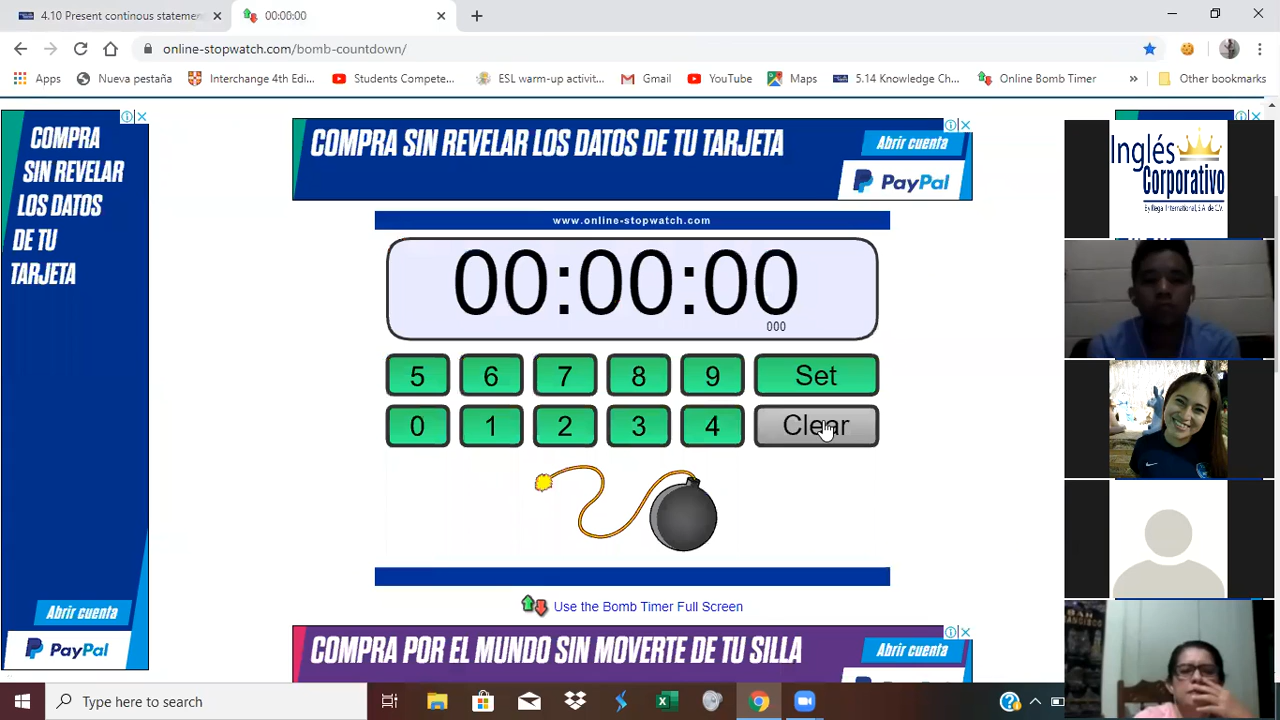 4.10 Present continous statemen
00:00:00
online-stopwatch.com/bomb-countdown/
Apps
Nueva pestaña
Interchange 4th Edi...
Students Compete...
ESL warm-up activit...
Gmail
YouTube
Maps
5.14 Knowledge Ch...
Online Bomb Timer
Other bookmarks
COMPRA
SIN REVELAR
LOS DATOS
DE TU
TARJETA
Abrir cuenta
PayPal
COMPRA SIN REVELAR LOS DATOS DE TU TARJETA
Abrir cuenta
PayPal
www.online-stopwatch.com
00:00:00
000
5 6 7 8 9 Set
0 1 2 3 4 Clear
Use the Bomb Timer Full Screen
COMPRA POR EL MUNDO SIN MOVERTE DE TU SILLA
Abrir cuenta
PayPal
Inglés
Corporativo
By Ilega International, S.A. de C.V.
Type here to search